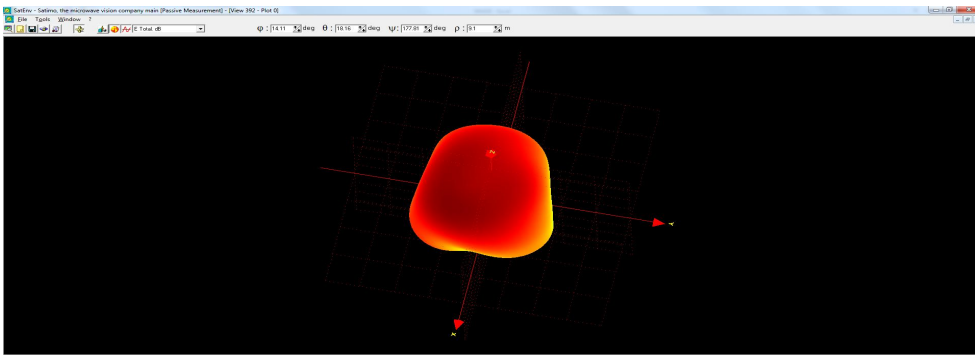 SatEnv - Satimo, the microwave vision company main [Passive Measurement] - [View 392 - Plot 0]
File Tools Window ?
E Total, dB φ : 14.11 deg θ : 18.16 deg ψ: 177.81 deg ρ : 9.1 m
Z
Y
X